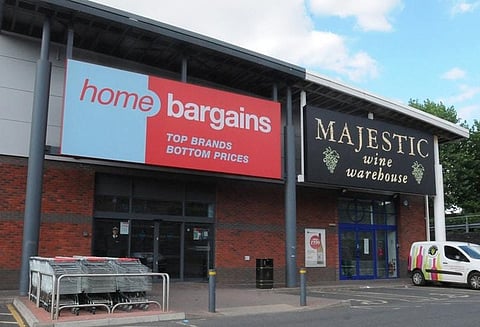 home bargains
TOP BRANDS
BOTTOM PRICES
MAJESTIC
wine
warehouse